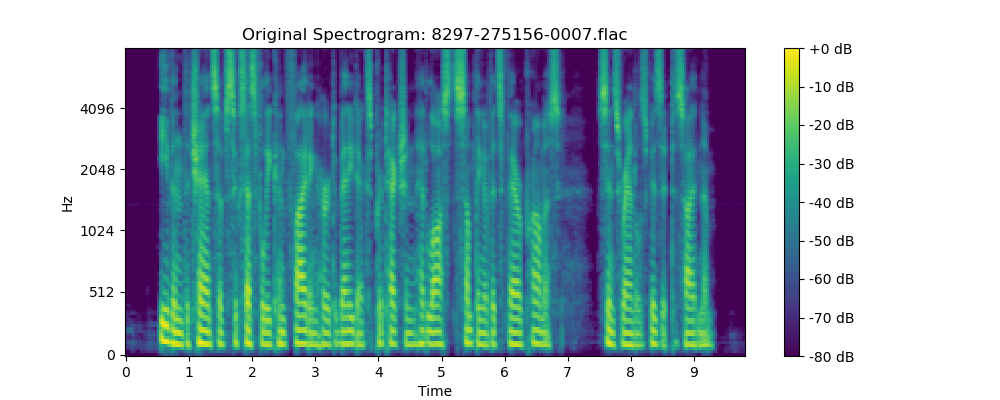 Original Spectrogram: 8297-275156-0007.flac
Hz
4096
2048
1024
512
0
0 1 2 3 4 5 6 7 8 9
Time
+0 dB
-10 dB
-20 dB
-30 dB
-40 dB
-50 dB
-60 dB
-70 dB
-80 dB